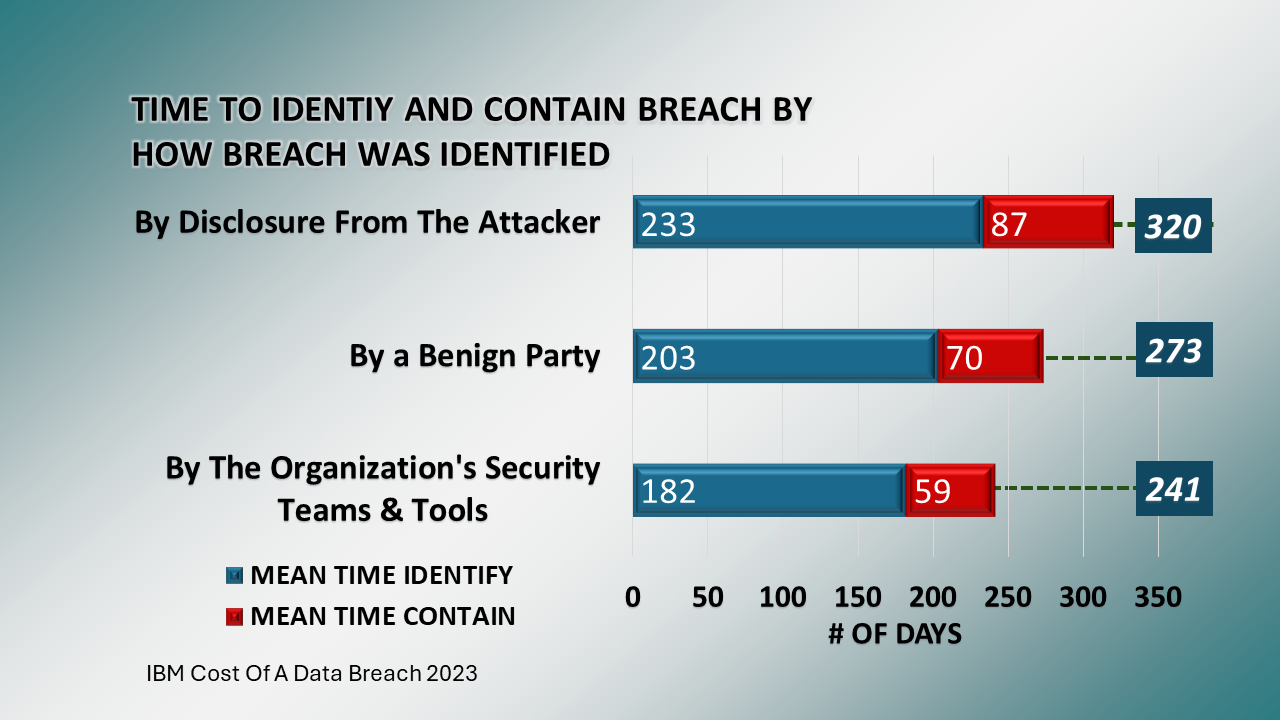 TIME TO IDENTIY AND CONTAIN BREACH BY
HOW BREACH WAS IDENTIFIED
By Disclosure From The Attacker
233
87
320
By a Benign Party
203
70
273
By The Organization's Security
Teams & Tools
182
59
241
MEAN TIME IDENTIFY
MEAN TIME CONTAIN
0 50 100 150 200 250 300 350
# OF DAYS
IBM Cost Of A Data Breach 2023